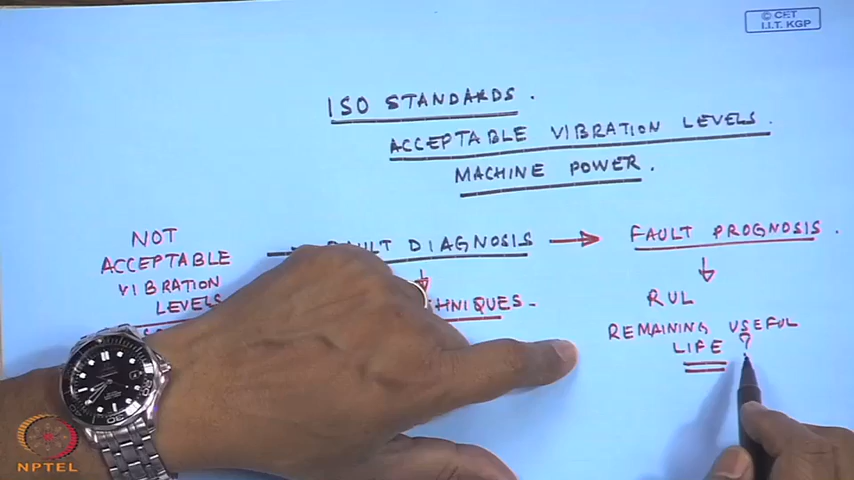 © CET
I.I.T. KGP
ISO STANDARDS.
ACCEPTABLE VIBRATION LEVELS.
MACHINE POWER.
NOT
ACCEPTABLE
VIBRATION
LEVELS
DIAGNOSIS
FAULT PROGNOSIS.
RUL
REMAINING USEFUL
LIFE ?
NPTEL